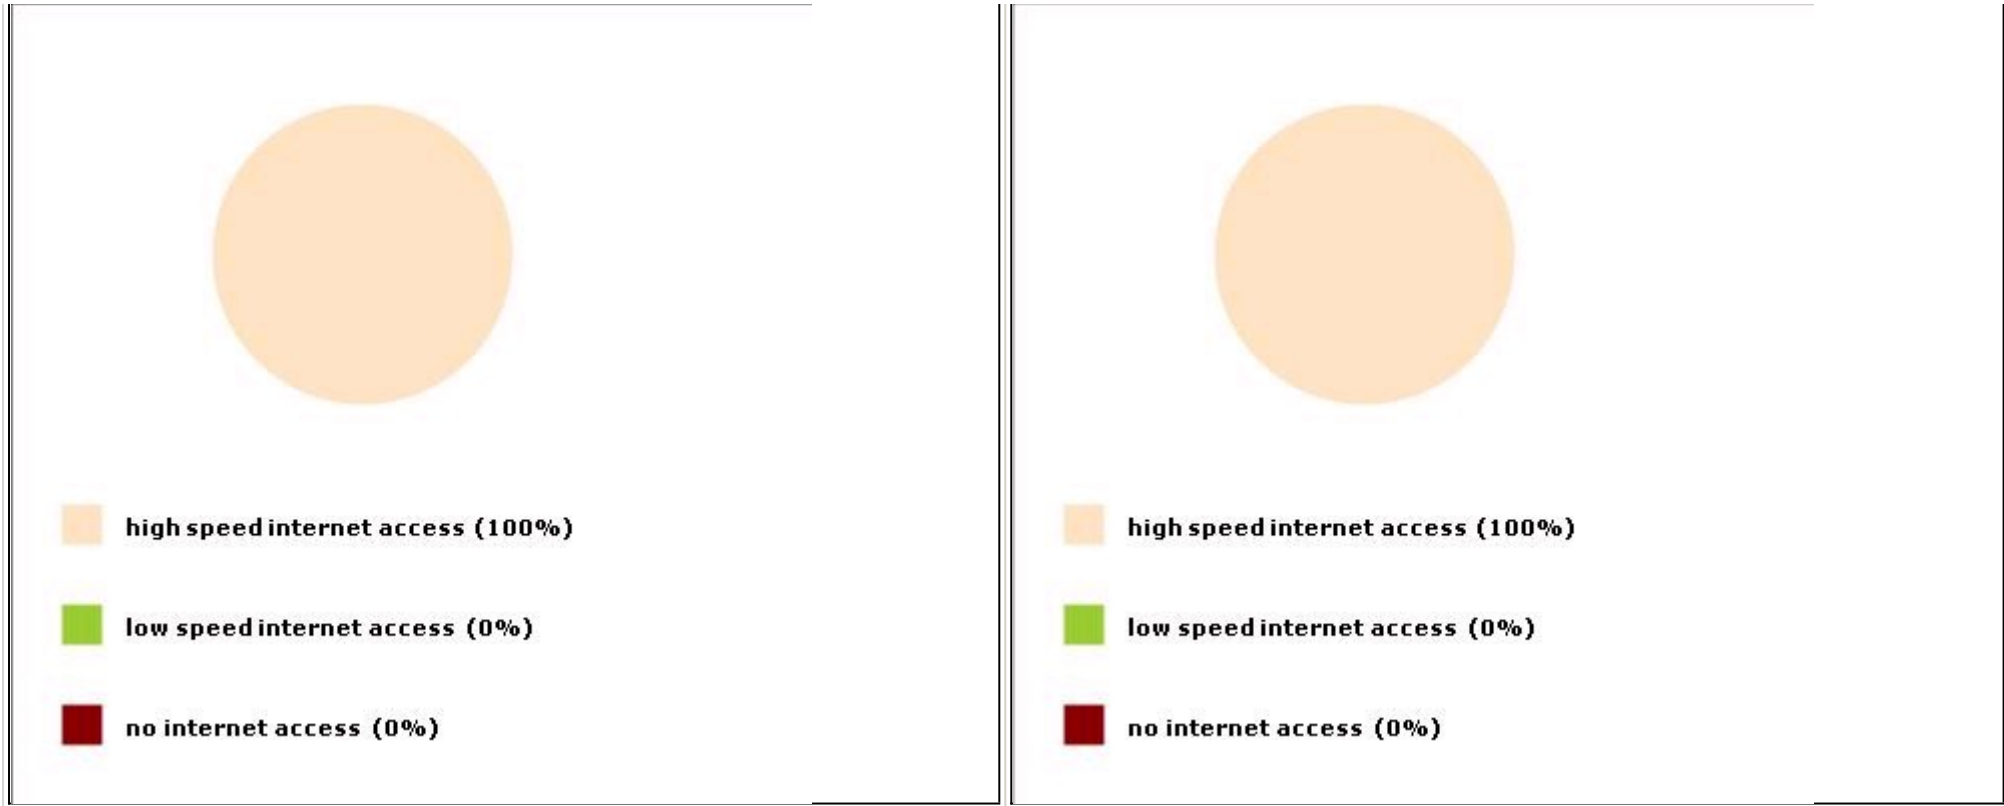 high speed internet access (100%)
low speed internet access (0%)
no internet access (0%)
high speed internet access (100%)
low speed internet access (0%)
no internet access (0%)